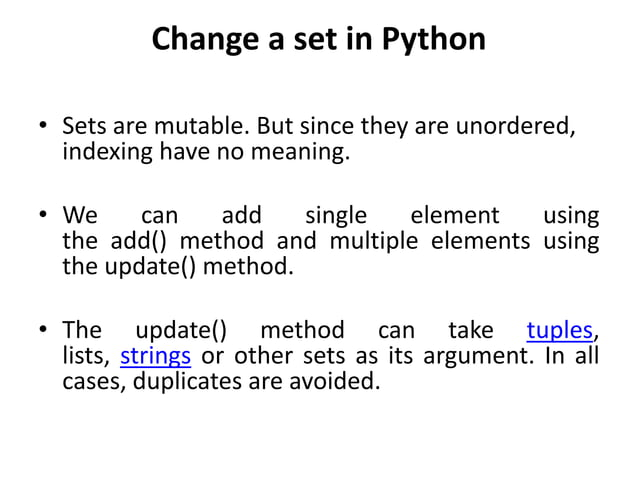 Change a set in Python
• Sets are mutable. But since they are unordered,
indexing have no meaning.
• We can add single element using
the add() method and multiple elements using
the update() method.
• The update() method can take tuples,
lists, strings or other sets as its argument. In all
cases, duplicates are avoided.